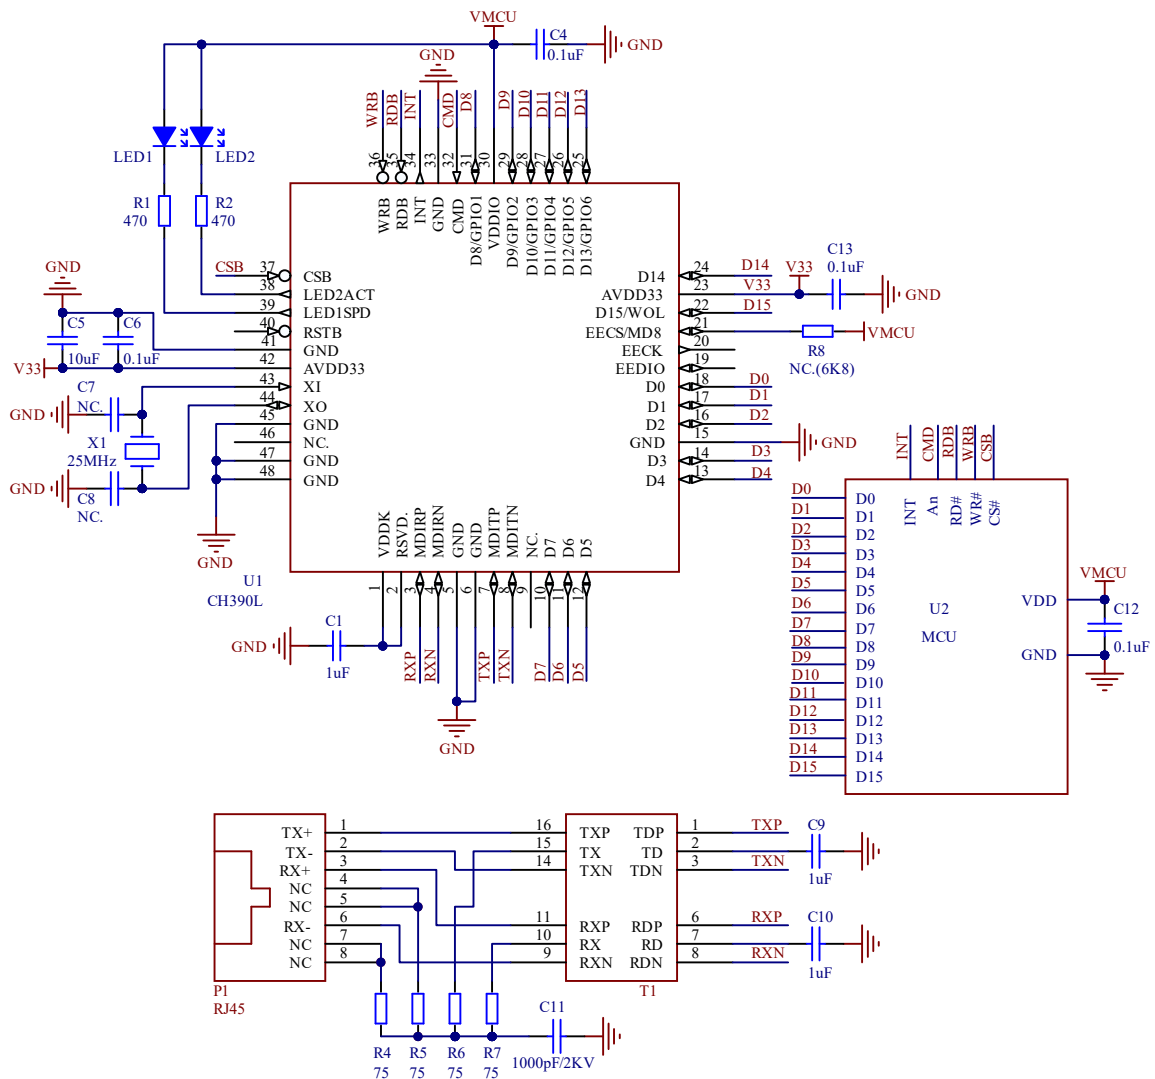 VMCU
C4
0.1uF
GND
GND
WRB
RDB
INT
CMD
D8
D9
D10
D11
D12
D13
LED1
LED2
R1
470
R2
470
36
35
34
33
32
31
30
29
28
27
26
25
WRB
RDB
INT
GND
CMD
D8/GPIO1
VDDIO
D9/GPIO2
D10/GPIO3
D11/GPIO4
D12/GPIO5
D13/GPIO6
CSB
37 CSB
38 LED2ACT
39 LED1SPD
40 RSTB
41 GND
42 AVDD33
43 XI
44 XO
45 GND
46 NC.
47 GND
48 GND
GND
C5
10uF
C6
0.1uF
V33
C7
NC.
GND
X1
25MHz
GND
C8
NC.
GND
D14 24 D14
AVDD33 23 V33
D15/WOL 22 D15
EECS/MD8 21
EECK 20
EEDIO 19
D0 18 D0
D1 17 D1
D2 16 D2
GND 15 GND
D3 14 D3
D4 13 D4
V33
C13
0.1uF
GND
R8
NC.(6K8)
VMCU
VDDK
RSVD.
MDIRP
MDIRN
GND
GND
MDITP
MDITN
NC.
D7
D6
D5
1
2
3
4
5
6
7
8
9
10
11
12
U1
CH390L
GND
C1
1uF
RXP
RXN
TXP
TXN
D7
D6
D5
GND
INT
CMD
RDB
WRB
CSB
INT
An
RD#
WR#
CS#
D0 D0
D1 D1
D2 D2
D3 D3
D4 D4
D5 D5
D6 D6
D7 D7
D8 D8
D9 D9
D10 D10
D11 D11
D12 D12
D13 D13
D14 D14
D15 D15
U2
MCU
VDD
GND
VMCU
C12
0.1uF
TX+ 1
TX- 2
RX+ 3
NC 4
NC 5
RX- 6
NC 7
NC 8
P1
RJ45
16 TXP
15 TX
14 TXN
11 RXP
10 RX
9 RXN
TDP 1 TXP
TD 2
TDN 3 TXN
RDP 6 RXP
RD 7
RDN 8 RXN
T1
C9
1uF
C10
1uF
R4
75
R5
75
R6
75
R7
75
C11
1000pF/2KV